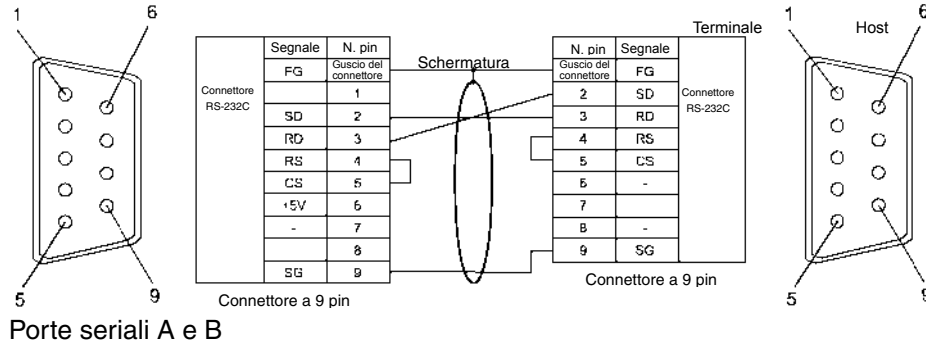 1
6
Terminale
1
Host
6
Segnale N. pin
N. pin Segnale
FG Guscio del connettore
Schermatura
Guscio del connettore FG
Connettore RS-232C
1
2 SD
Connettore RS-232C
SD 2
3 RD
RD 3
4 RS
RS 4
5 CS
CS 5
6 -
+5V 6
7
- 7
8 -
8
9 SG
SG 9
Connettore a 9 pin
Connettore a 9 pin
5
9
5
9
Porte seriali A e B